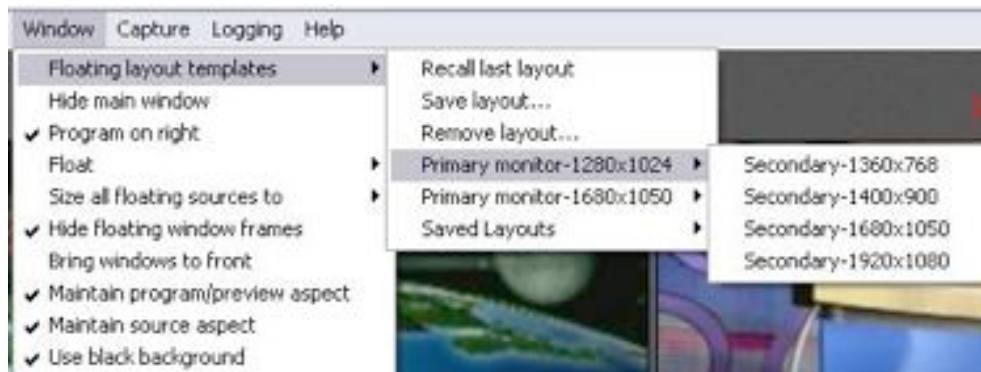 Window Capture Logging Help
Floating layout templates
Hide main window
Program on right
Float
Size all floating sources to
Hide floating window frames
Bring windows to front
Maintain program/preview aspect
Maintain source aspect
Use black background
Recall last layout
Save layout...
Remove layout...
Primary monitor-1280x1024
Primary monitor-1680x1050
Saved Layouts
Secondary-1360x768
Secondary-1400x900
Secondary-1680x1050
Secondary-1920x1080